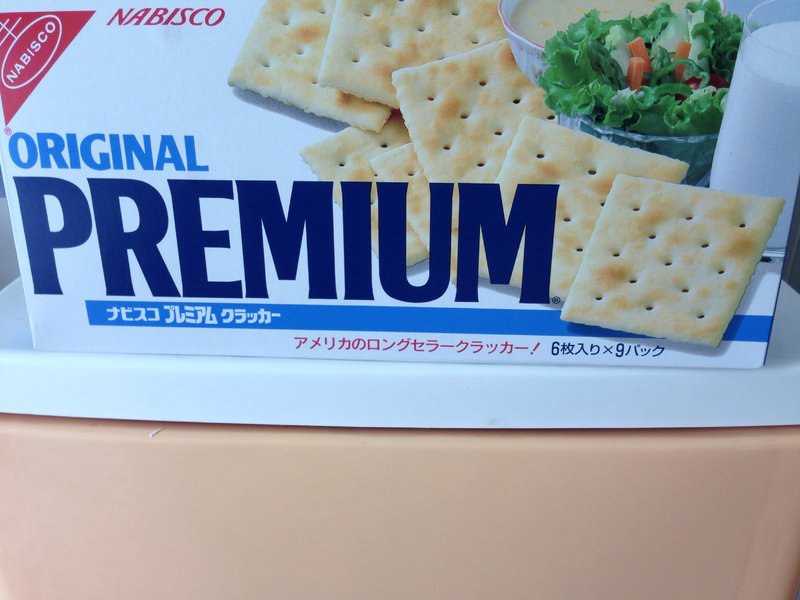 NABISCO
NABISCO
ORIGINAL
PREMIUM
ナビスコ プレミアム クラッカー
アメリカのロングセラークラッカー! 6枚入り×9パック